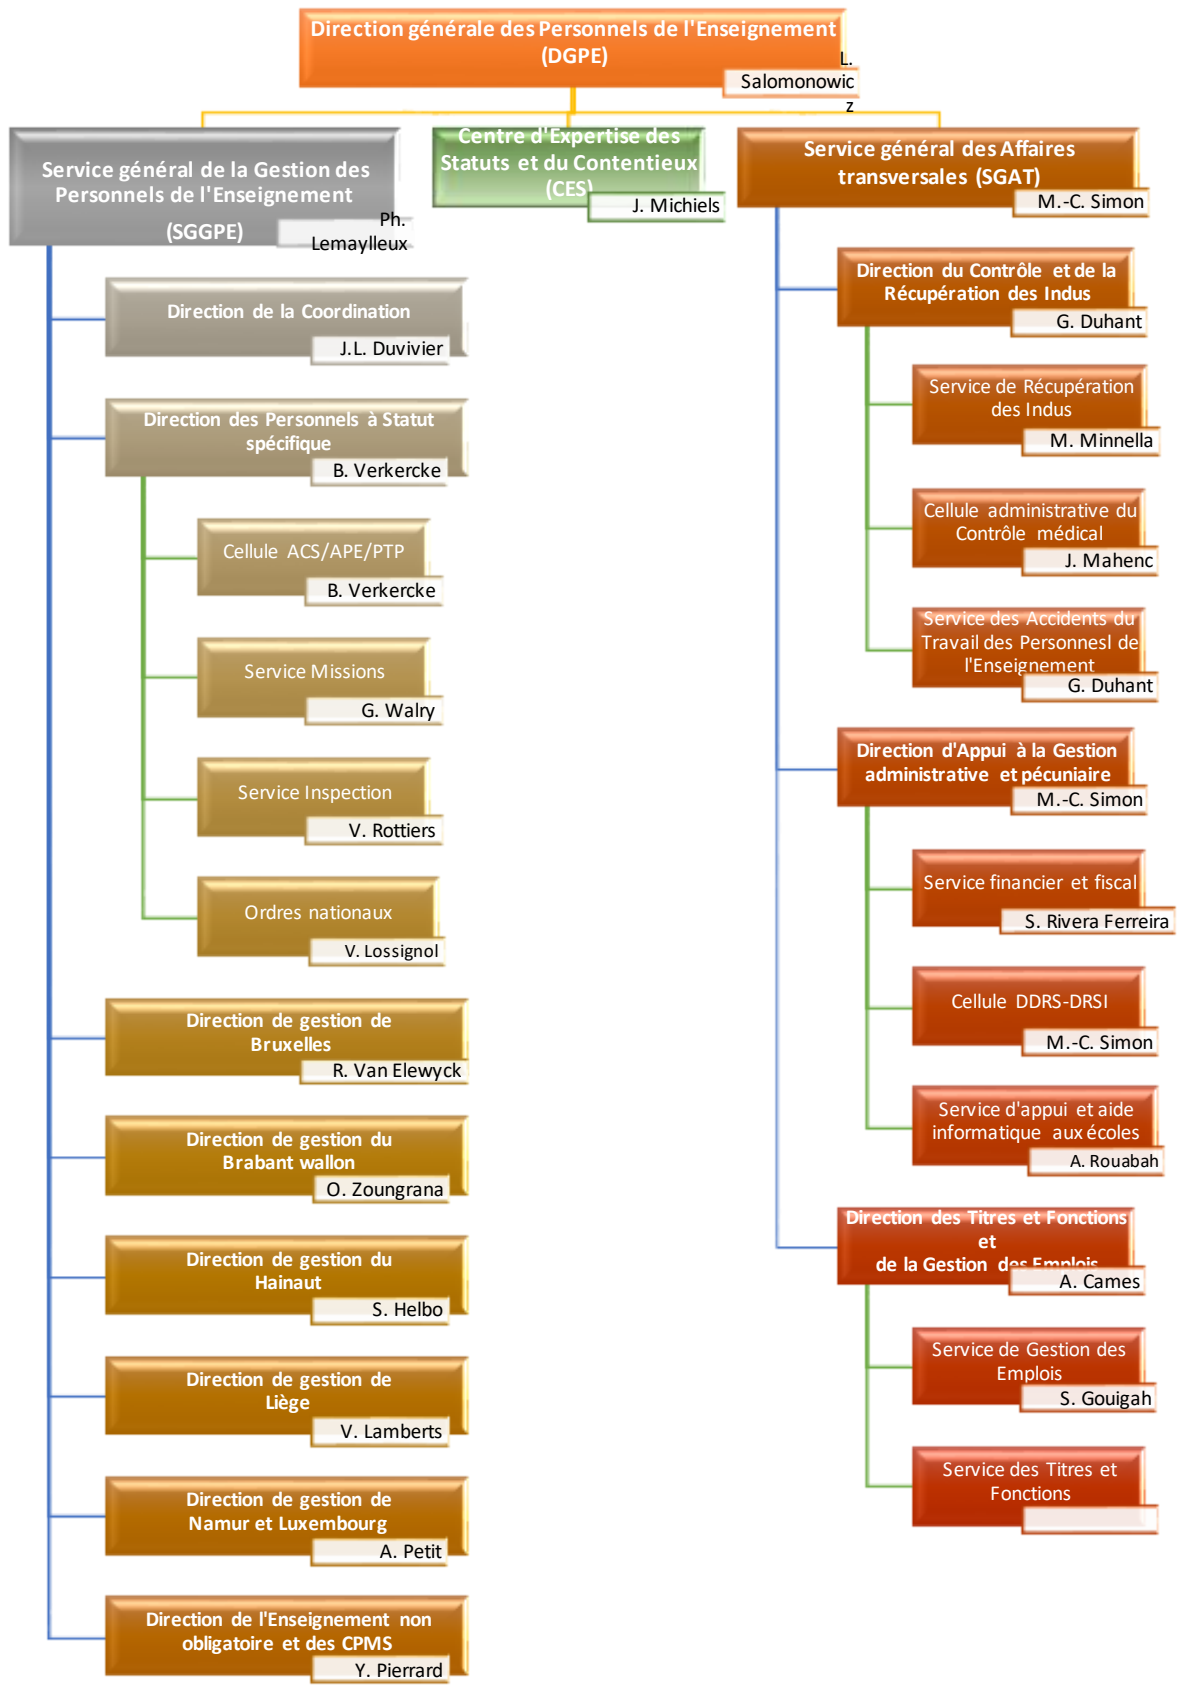 Direction générale des Personnels de l'Enseignement
(DGPE)
L.
Salomonowic
z
Service général de la Gestion des
Personnels de l'Enseignement
(SGGPE)
Ph.
Lemaylleux
Direction de la Coordination
J.L. Duvivier
Direction des Personnels à Statut
spécifique
B. Verkercke
Cellule ACS/APE/PTP
B. Verkercke
Service Missions
G. Walry
Service Inspection
V. Rottiers
Ordres nationaux
V. Lossignol
Direction de gestion de
Bruxelles
R. Van Elewyck
Direction de gestion du
Brabant wallon
O. Zoungrana
Direction de gestion du
Hainaut
S. Helbo
Direction de gestion de
Liège
V. Lamberts
Direction de gestion de
Namur et Luxembourg
A. Petit
Direction de l'Enseignement non
obligatoire et des CPMS
Y. Pierrard
Centre d'Expertise des
Statuts et du Contentieux
(CES)
J. Michiels
Service général des Affaires
transversales (SGAT)
M.-C. Simon
Direction du Contrôle et de la
Récupération des Indus
G. Duhant
Service de Récupération
des Indus
M. Minnella
Cellule administrative du
Contrôle médical
J. Mahenc
Service des Accidents du
Travail des Personnesl de
l'Enseignement
G. Duhant
Direction d'Appui à la Gestion
administrative et pécuniaire
M.-C. Simon
Service financier et fiscal
S. Rivera Ferreira
Cellule DDRS-DRSI
M.-C. Simon
Service d'appui et aide
informatique aux écoles
A. Rouabah
Direction des Titres et Fonctions
et
de la Gestion des Emplois
A. Cames
Service de Gestion des
Emplois
S. Gouigah
Service des Titres et
Fonctions